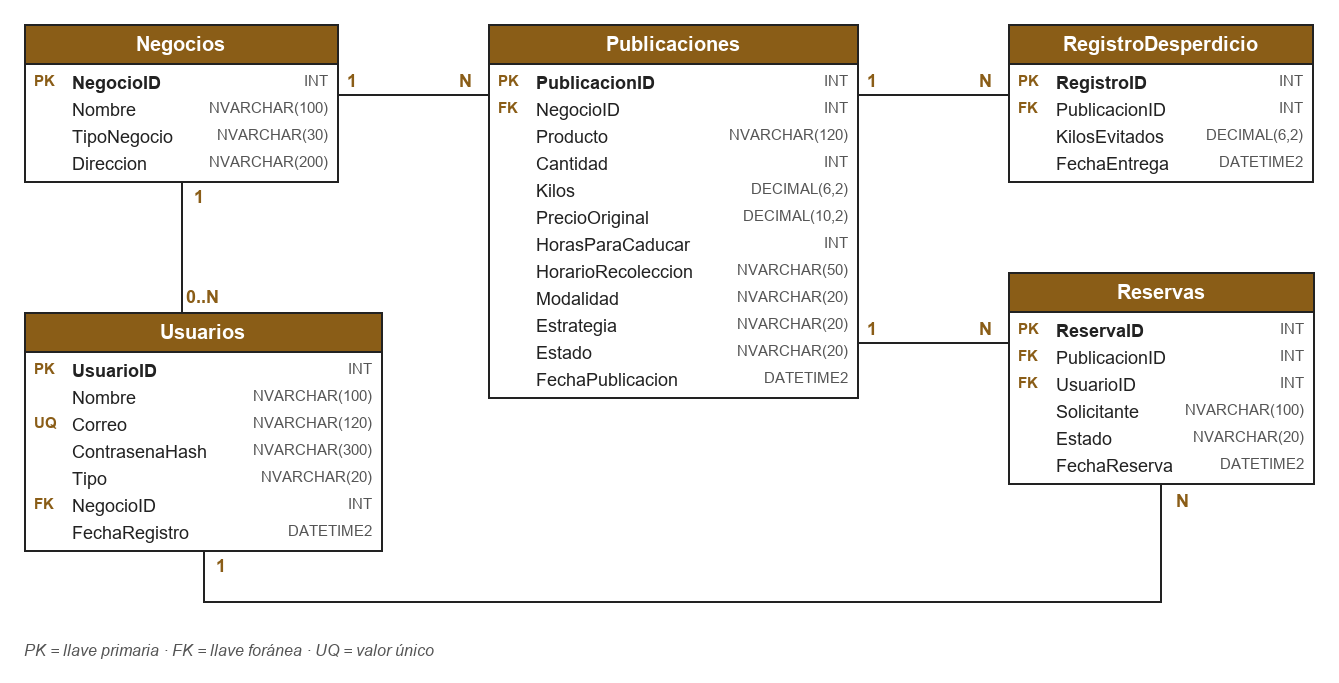 Negocios
PK NegocioID INT
Nombre NVARCHAR(100)
TipoNegocio NVARCHAR(30)
Direccion NVARCHAR(200)
1 N
Publicaciones
PK PublicacionID INT
FK NegocioID INT
Producto NVARCHAR(120)
Cantidad INT
Kilos DECIMAL(6,2)
PrecioOriginal DECIMAL(10,2)
HorasParaCaducar INT
HorarioRecoleccion NVARCHAR(50)
Modalidad NVARCHAR(20)
Estrategia NVARCHAR(20)
Estado NVARCHAR(20)
FechaPublicacion DATETIME2
1 N
RegistroDesperdicio
PK RegistroID INT
FK PublicacionID INT
KilosEvitados DECIMAL(6,2)
FechaEntrega DATETIME2
1
0..N
Usuarios
PK UsuarioID INT
Nombre NVARCHAR(100)
UQ Correo NVARCHAR(120)
ContrasenaHash NVARCHAR(300)
Tipo NVARCHAR(20)
FK NegocioID INT
FechaRegistro DATETIME2
1 N
Reservas
PK ReservaID INT
FK PublicacionID INT
FK UsuarioID INT
Solicitante NVARCHAR(100)
Estado NVARCHAR(20)
FechaReserva DATETIME2
N
1
PK = llave primaria · FK = llave foránea · UQ = valor único